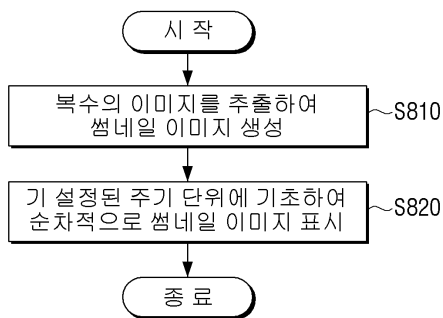 시 작
복수의 이미지를 추출하여
썸네일 이미지 생성
S810
기 설정된 주기 단위에 기초하여
순차적으로 썸네일 이미지 표시
S820
종 료